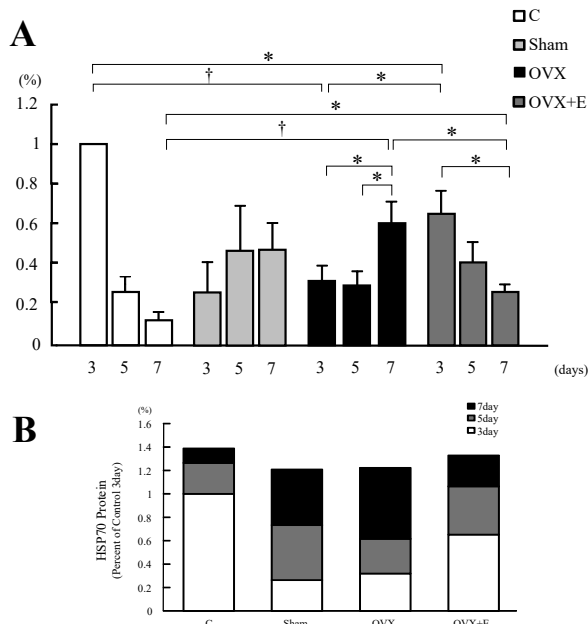 A
C
Sham
OVX
OVX+E
(%)
*
†
*
*
†
*
*
*
*
1.2
1
0.8
0.6
0.4
0.2
0
3 5 7 3 5 7 3 5 7 3 5 7 (days)
B
(%)
7day
5day
3day
HSP70 Protein
(Percent of Control 3day)
1.6
1.4
1.2
1
0.8
0.6
0.4
0.2
0
C Sham OVX OVX+E